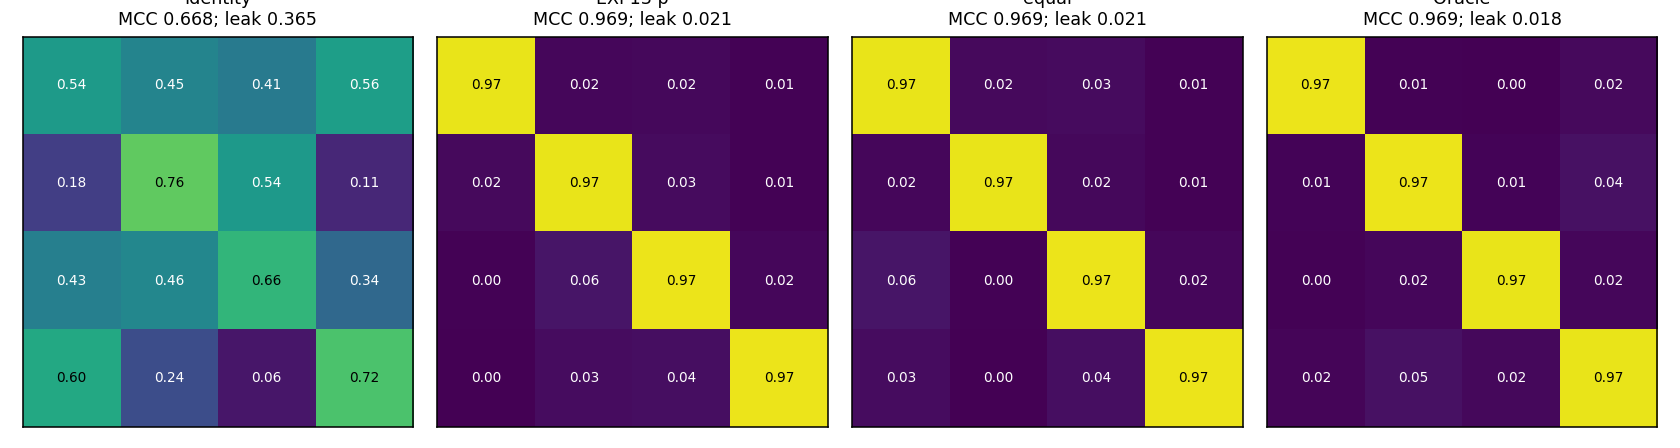 MCC 0.668; leak 0.365
MCC 0.969; leak 0.021
equal
MCC 0.969; leak 0.021
MCC 0.969; leak 0.018
0.54 0.45 0.41 0.56
0.18 0.76 0.54 0.11
0.43 0.46 0.66 0.34
0.60 0.24 0.06 0.72
0.97 0.02 0.02 0.01
0.02 0.97 0.03 0.01
0.00 0.06 0.97 0.02
0.00 0.03 0.04 0.97
0.97 0.02 0.03 0.01
0.02 0.97 0.02 0.01
0.06 0.00 0.97 0.02
0.03 0.00 0.04 0.97
0.97 0.01 0.00 0.02
0.01 0.97 0.01 0.04
0.00 0.02 0.97 0.02
0.02 0.05 0.02 0.97